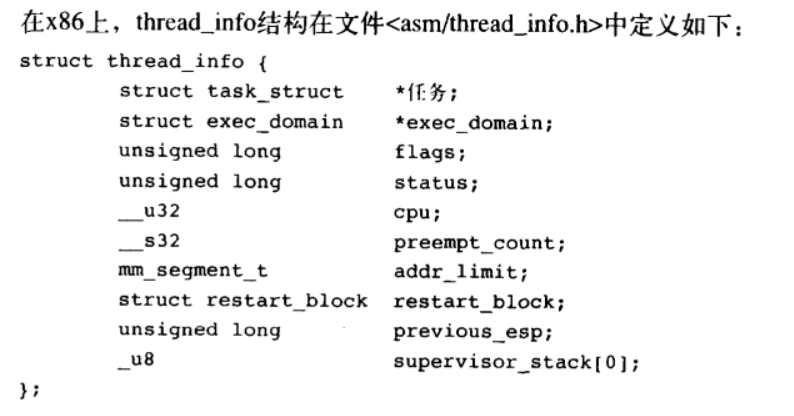 在x86上，thread_info结构在文件<asm/thread_info.h>中定义如下：
struct thread_info {
struct task_struct *任务;
struct exec_domain *exec_domain;
unsigned long flags;
unsigned long status;
__u32 cpu;
__s32 preempt_count;
mm_segment_t addr_limit;
struct restart_block restart_block;
unsigned long previous_esp;
_u8 supervisor_stack[0];
};